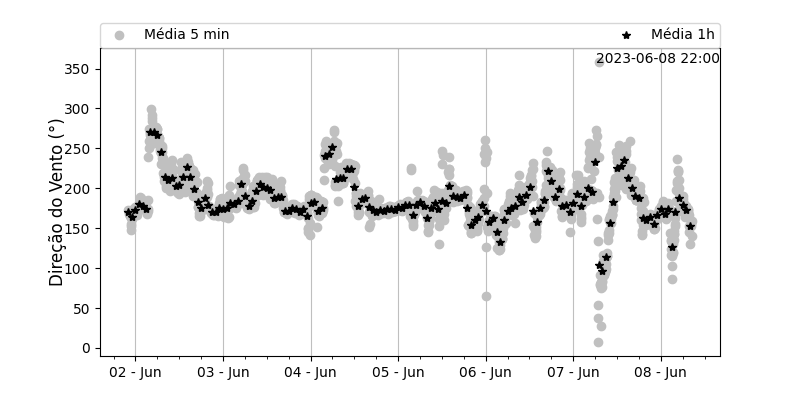 Média 5 min
Média 1h
2023-06-08 22:00
Direção do Vento (°)
350
300
250
200
150
100
50
0
02 - Jun
03 - Jun
04 - Jun
05 - Jun
06 - Jun
07 - Jun
08 - Jun